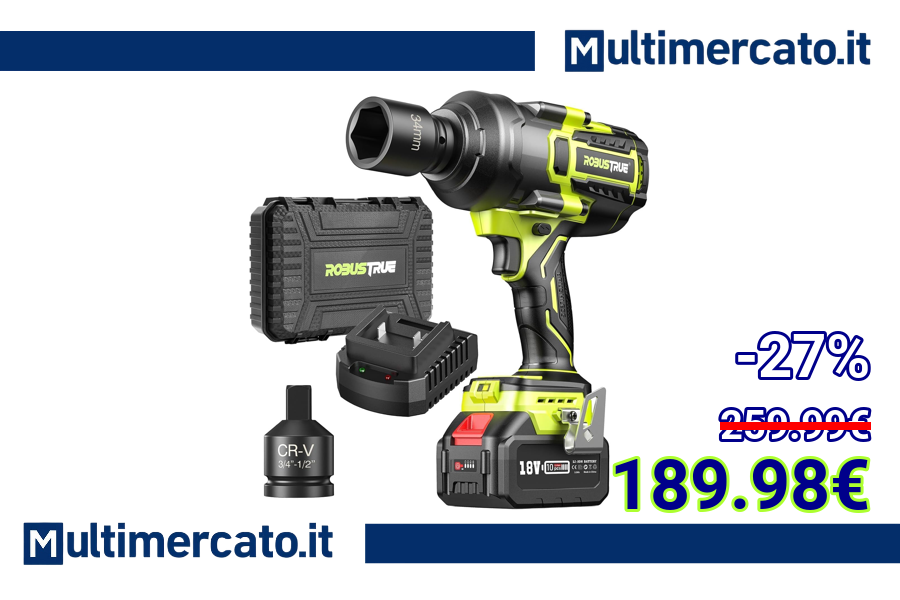 Multimercato.it
34mm
ROBUSTRUE
ROBUSTRUE
-27%
259.99€
CR-V
3/4"-1/2"
18V
189.98€
Multimercato.it